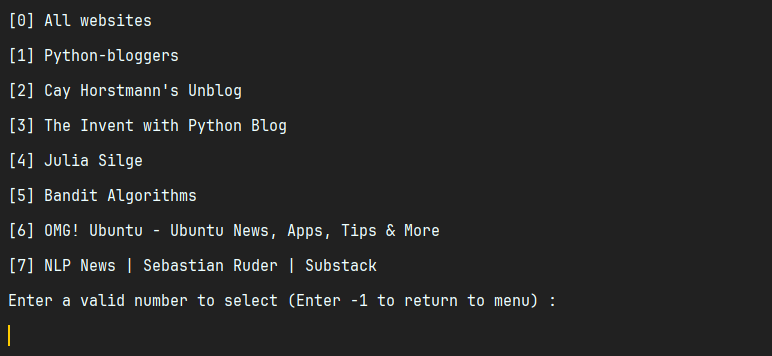 [0] All websites
[1] Python-bloggers
[2] Cay Horstmann's Unblog
[3] The Invent with Python Blog
[4] Julia Silge
[5] Bandit Algorithms
[6] OMG! Ubuntu - Ubuntu News, Apps, Tips & More
[7] NLP News | Sebastian Ruder | Substack
Enter a valid number to select (Enter -1 to return to menu) :